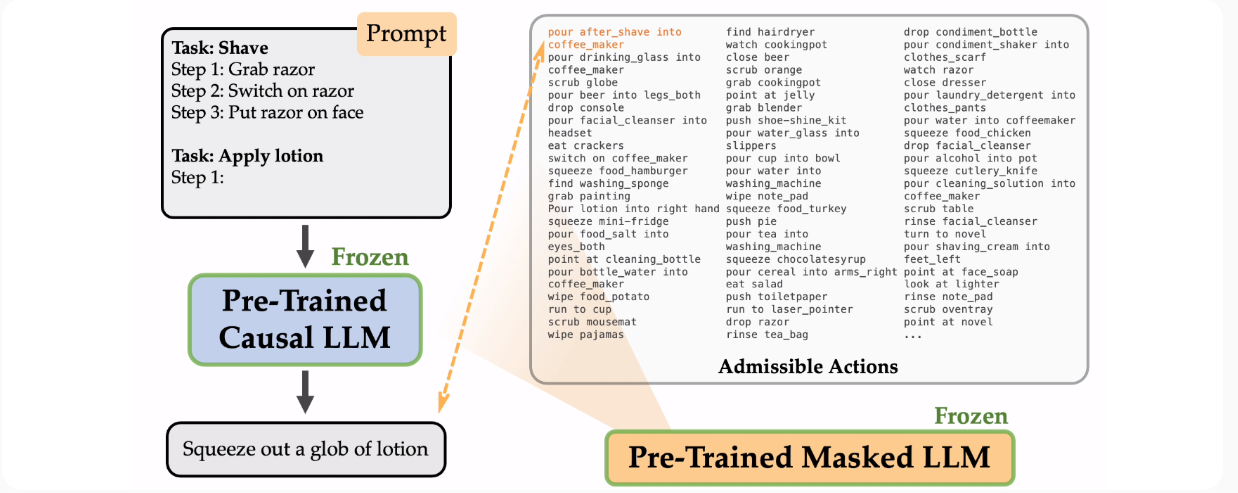 Prompt
Task: Shave
Step 1: Grab razor
Step 2: Switch on razor
Step 3: Put razor on face
Task: Apply lotion
Step 1:
Frozen
Pre-Trained
Causal LLM
Squeeze out a glob of lotion
pour after_shave into
coffee_maker
pour drinking_glass into
coffee_maker
scrub globe
pour beer into legs_both
drop console
pour facial_cleanser into
headset
eat crackers
switch on coffee_maker
squeeze food_hamburger
find washing_sponge
grab painting
Pour lotion into right hand
squeeze mini-fridge
pour food_salt into
eyes_both
point at cleaning_bottle
pour bottle_water into
coffee_maker
wipe food_potato
run to cup
scrub mousemat
wipe pajamas
find hairdryer
watch cookingpot
close beer
scrub orange
grab cookingpot
point at jelly
grab blender
push shoe-shine_kit
pour water_glass into
slippers
pour cup into bowl
pour water into
washing_machine
wipe note_pad
squeeze food_turkey
push pie
pour tea into
washing_machine
squeeze chocolatesyrup
pour cereal into arms_right
eat salad
push toiletpaper
run to laser_pointer
drop razor
rinse tea_bag
drop condiment_bottle
pour condiment_shaker into
clothes_scarf
watch razor
close dresser
pour laundry_detergent into
clothes_pants
pour water into coffeemaker
squeeze food_chicken
drop facial_cleanser
pour alcohol into pot
squeeze cutlery_knife
pour cleaning_solution into
coffee_maker
scrub table
rinse facial_cleanser
turn to novel
pour shaving_cream into
feet_left
point at face_soap
look at lighter
rinse note_pad
scrub oventray
point at novel
...
Admissible Actions
Frozen
Pre-Trained Masked LLM